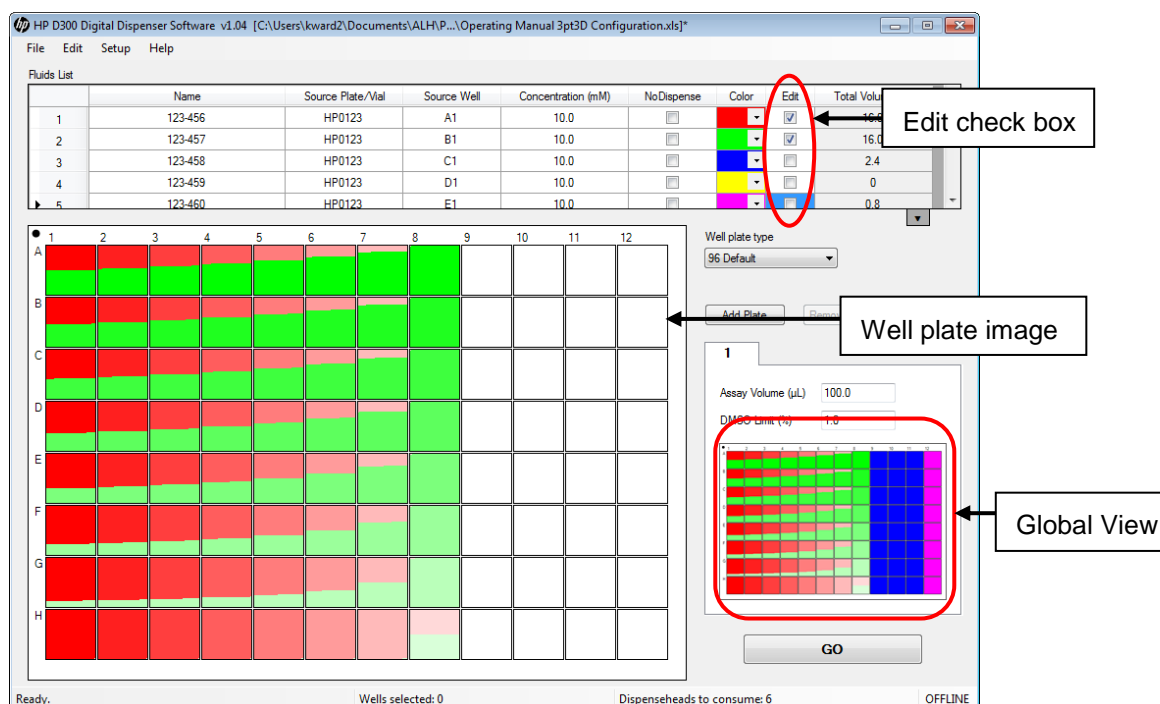 hp HP D300 Digital Dispenser Software v1.04 [C:\Users\kward2\Documents\ALH\P...\Operating Manual 3pt3D Configuration.xls]*
File Edit Setup Help
Fluids List
Name Source Plate/Vial Source Well Concentration (mM) NoDispense Color Edit
1 123-456 HP0123 A1 10.0
2 123-457 HP0123 B1 10.0 16.0
3 123-458 HP0123 C1 10.0 2.4
4 123-459 HP0123 D1 10.0 0
5 123-460 HP0123 E1 10.0 0.8
Edit check box
1 2 3 4 5 6 7 8 9 10 11 12
A
B
C
D
E
F
G
H
Well plate type
96 Default
Add Plate
Well plate image
1
Assay Volume (µL) 100.0
DMSO Limit (%) 1.0
Global View
GO
Ready. Wells selected: 0 Dispenseheads to consume: 6 OFFLINE